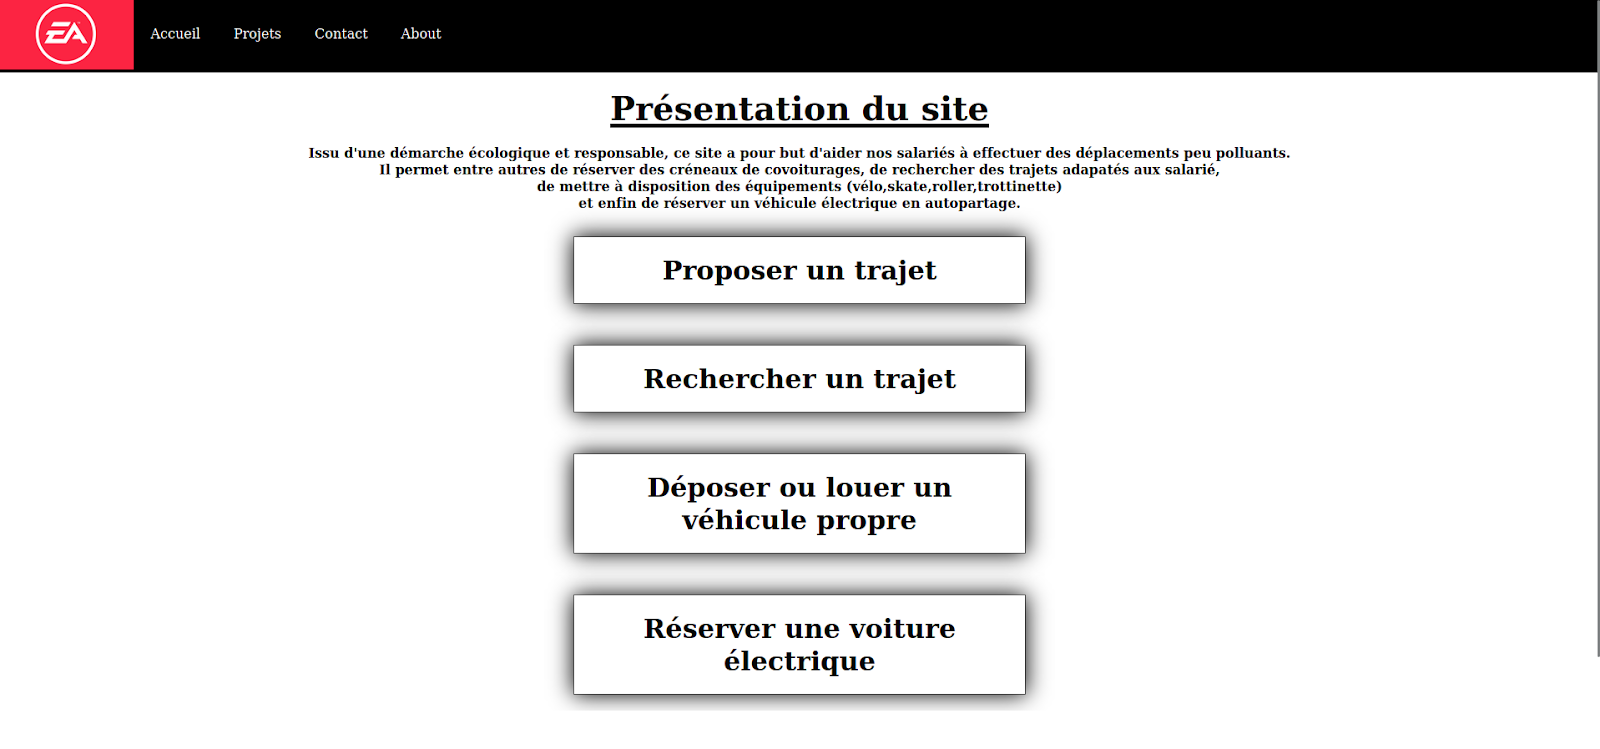 EA
Accueil Projets Contact About
Présentation du site
Issu d'une démarche écologique et responsable, ce site a pour but d'aider nos salariés à effectuer des déplacements peu polluants.
Il permet entre autres de réserver des créneaux de covoiturages, de rechercher des trajets adapatés aux salarié,
de mettre à disposition des équipements (vélo,skate,roller,trottinette)
et enfin de réserver un véhicule électrique en autopartage.
Proposer un trajet
Rechercher un trajet
Déposer ou louer un
véhicule propre
Réserver une voiture
électrique